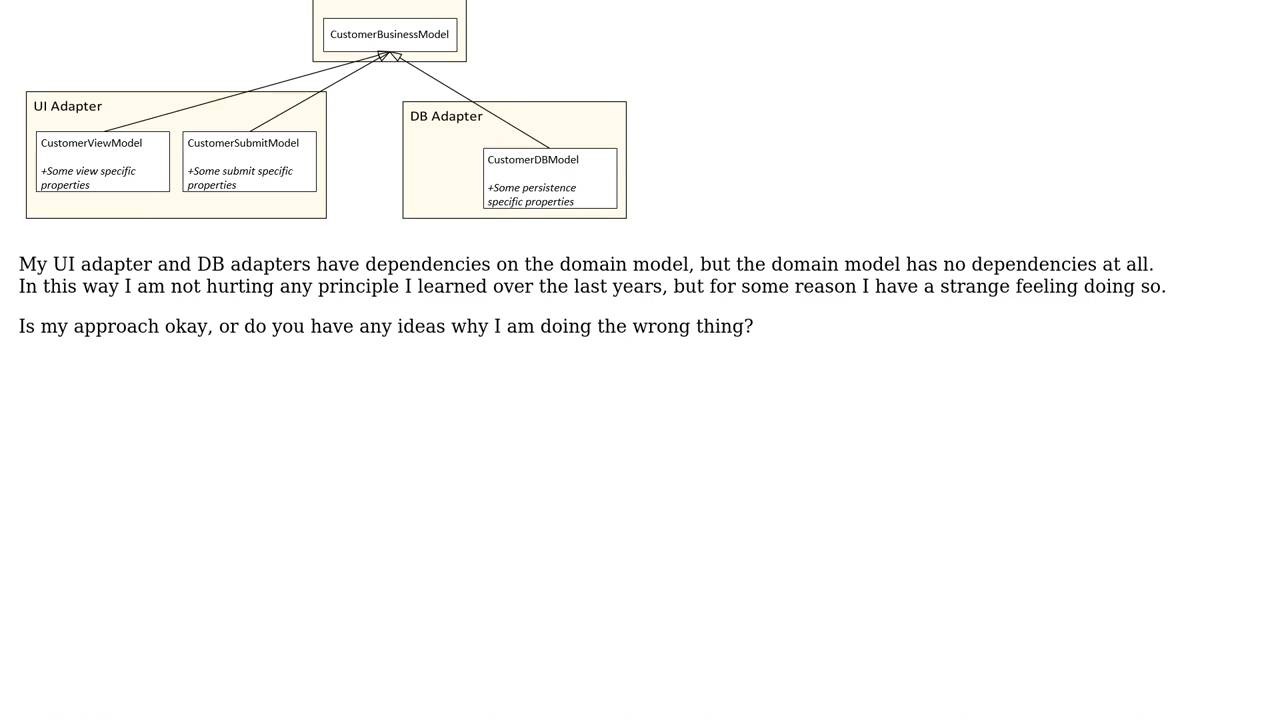 CustomerBusinessModel
UI Adapter
CustomerViewModel
+Some view specific
properties
CustomerSubmitModel
+Some submit specific
properties
DB Adapter
CustomerDBModel
+Some persistence
specific properties
My UI adapter and DB adapters have dependencies on the domain model, but the domain model has no dependencies at all.
In this way I am not hurting any principle I learned over the last years, but for some reason I have a strange feeling doing so.
Is my approach okay, or do you have any ideas why I am doing the wrong thing?